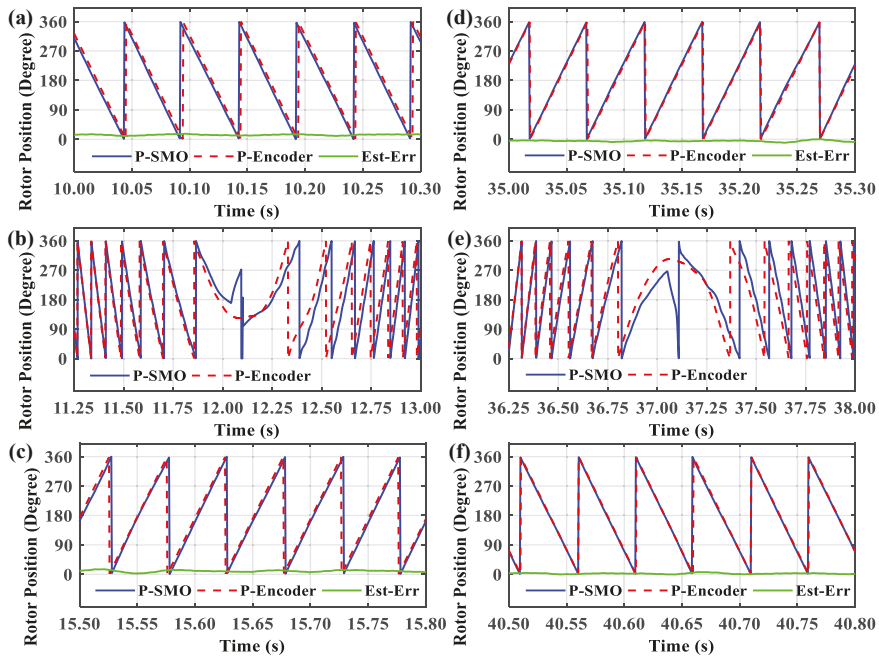 (a)
Rotor Position (Degree)
360
270
180
90
0
P-SMO P-Encoder Est-Err
10.00 10.05 10.10 10.15 10.20 10.25 10.30
Time (s)
(d)
Rotor Position (Degree)
360
270
180
90
0
P-SMO P-Encoder Est-Err
35.00 35.05 35.10 35.15 35.20 35.25 35.30
Time (s)
(b)
Rotor Position (Degree)
360
270
180
90
0
P-SMO P-Encoder
11.25 11.50 11.75 12.00 12.25 12.50 12.75 13.00
Time (s)
(e)
Rotor Position (Degree)
360
270
180
90
0
P-SMO P-Encoder
36.25 36.50 36.75 37.00 37.25 37.50 37.75 38.00
Time (s)
(c)
Rotor Position (Degree)
360
270
180
90
0
P-SMO P-Encoder Est-Err
15.50 15.55 15.60 15.65 15.70 15.75 15.80
Time (s)
(f)
Rotor Position (Degree)
360
270
180
90
0
P-SMO P-Encoder Est-Err
40.50 40.55 40.60 40.65 40.70 40.75 40.80
Time (s)